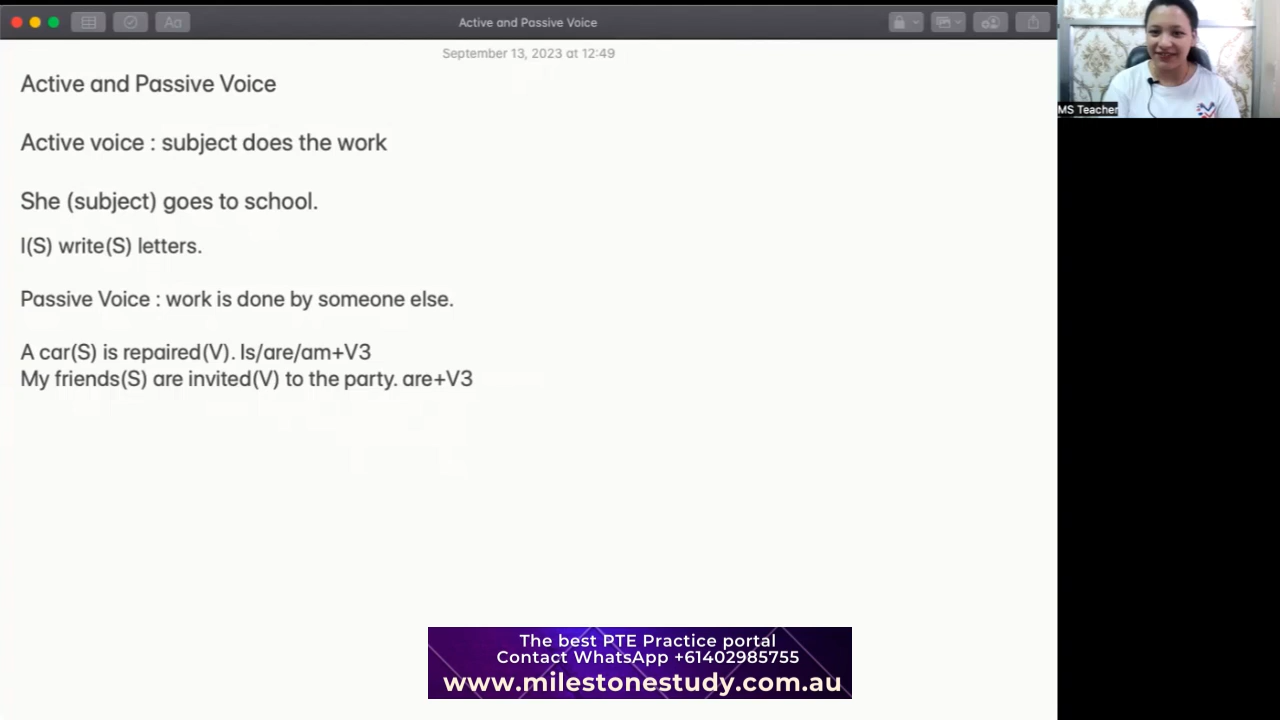 Active and Passive Voice
September 13, 2023 at 12:49
Active and Passive Voice
Active voice : subject does the work
She (subject) goes to school.
I(S) write(S) letters.
Passive Voice : work is done by someone else.
A car(S) is repaired(V). Is/are/am+V3
My friends(S) are invited(V) to the party. are+V3
MS Teacher
The best PTE Practice portal
Contact WhatsApp +61402985755
www.milestonestudy.com.au